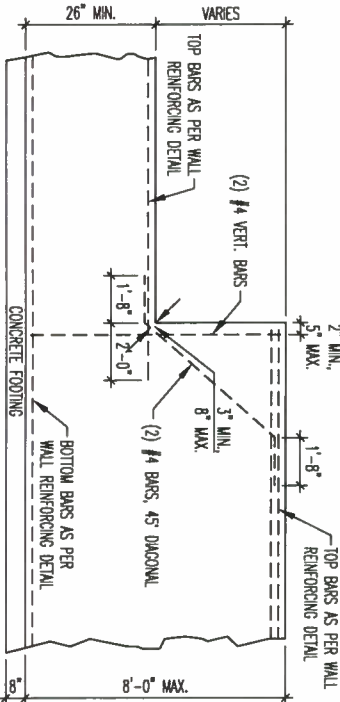 26" MIN.
VARIES
TOP BARS AS PER WALL
REINFORCING DETAIL
(2) #4 VERT. BARS
2" MIN.,
5" MAX.
1'-8"
TOP BARS AS PER WALL
REINFORCING DETAIL
3" MIN.,
8" MAX.
1'-8"
2'-0"
(2) #4 BARS, 45° DIAGONAL
CONCRETE FOOTING
BOTTOM BARS AS PER
WALL REINFORCING DETAIL
8"
8'-0" MAX.